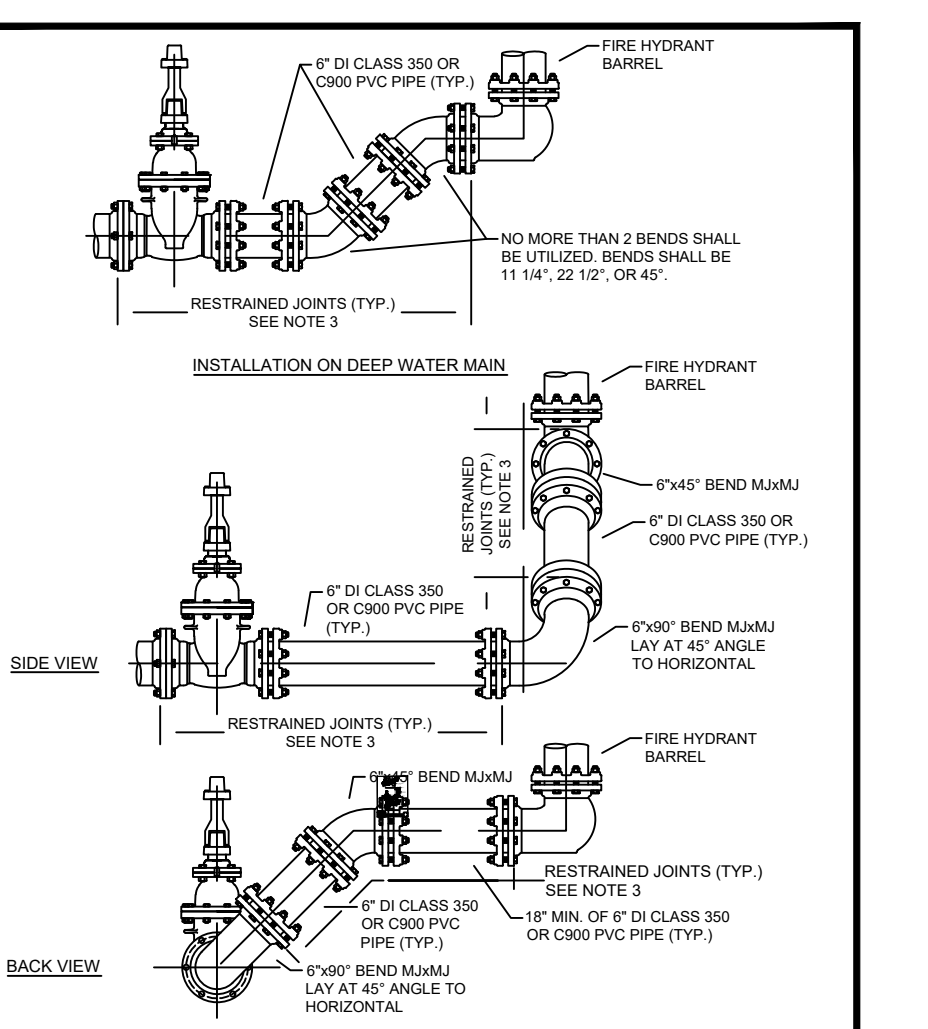 6" DI CLASS 350 OR
C900 PVC PIPE (TYP.)
FIRE HYDRANT
BARREL
NO MORE THAN 2 BENDS SHALL
BE UTILIZED. BENDS SHALL BE
11 1/4°, 22 1/2°, OR 45°.
RESTRAINED JOINTS (TYP.)
SEE NOTE 3
INSTALLATION ON DEEP WATER MAIN
FIRE HYDRANT
BARREL
RESTRAINED
JOINTS (TYP.)
SEE NOTE 3
6"x45° BEND MJxMJ
6" DI CLASS 350 OR
C900 PVC PIPE (TYP.)
6" DI CLASS 350
OR C900 PVC PIPE
(TYP.)
6"x90° BEND MJxMJ
LAY AT 45° ANGLE
TO HORIZONTAL
SIDE VIEW
RESTRAINED JOINTS (TYP.)
SEE NOTE 3
FIRE HYDRANT
BARREL
6"x45° BEND MJxMJ
RESTRAINED JOINTS (TYP.)
SEE NOTE 3
6" DI CLASS 350
OR C900 PVC
PIPE (TYP.)
18" MIN. OF 6" DI CLASS 350
OR C900 PVC PIPE (TYP.)
BACK VIEW
6"x90° BEND MJxMJ
LAY AT 45° ANGLE TO
HORIZONTAL